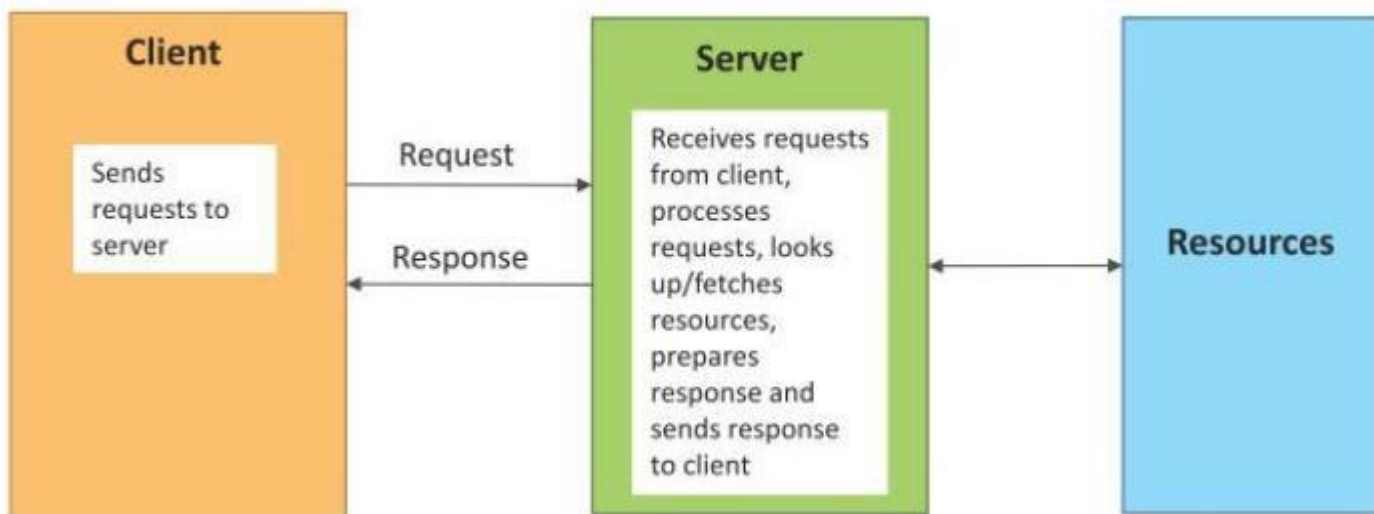 Client
Sends
requests to
server
Request
Response
Server
Receives requests
from client,
processes
requests, looks
up/fetches
resources,
prepares
response and
sends response
to client
Resources